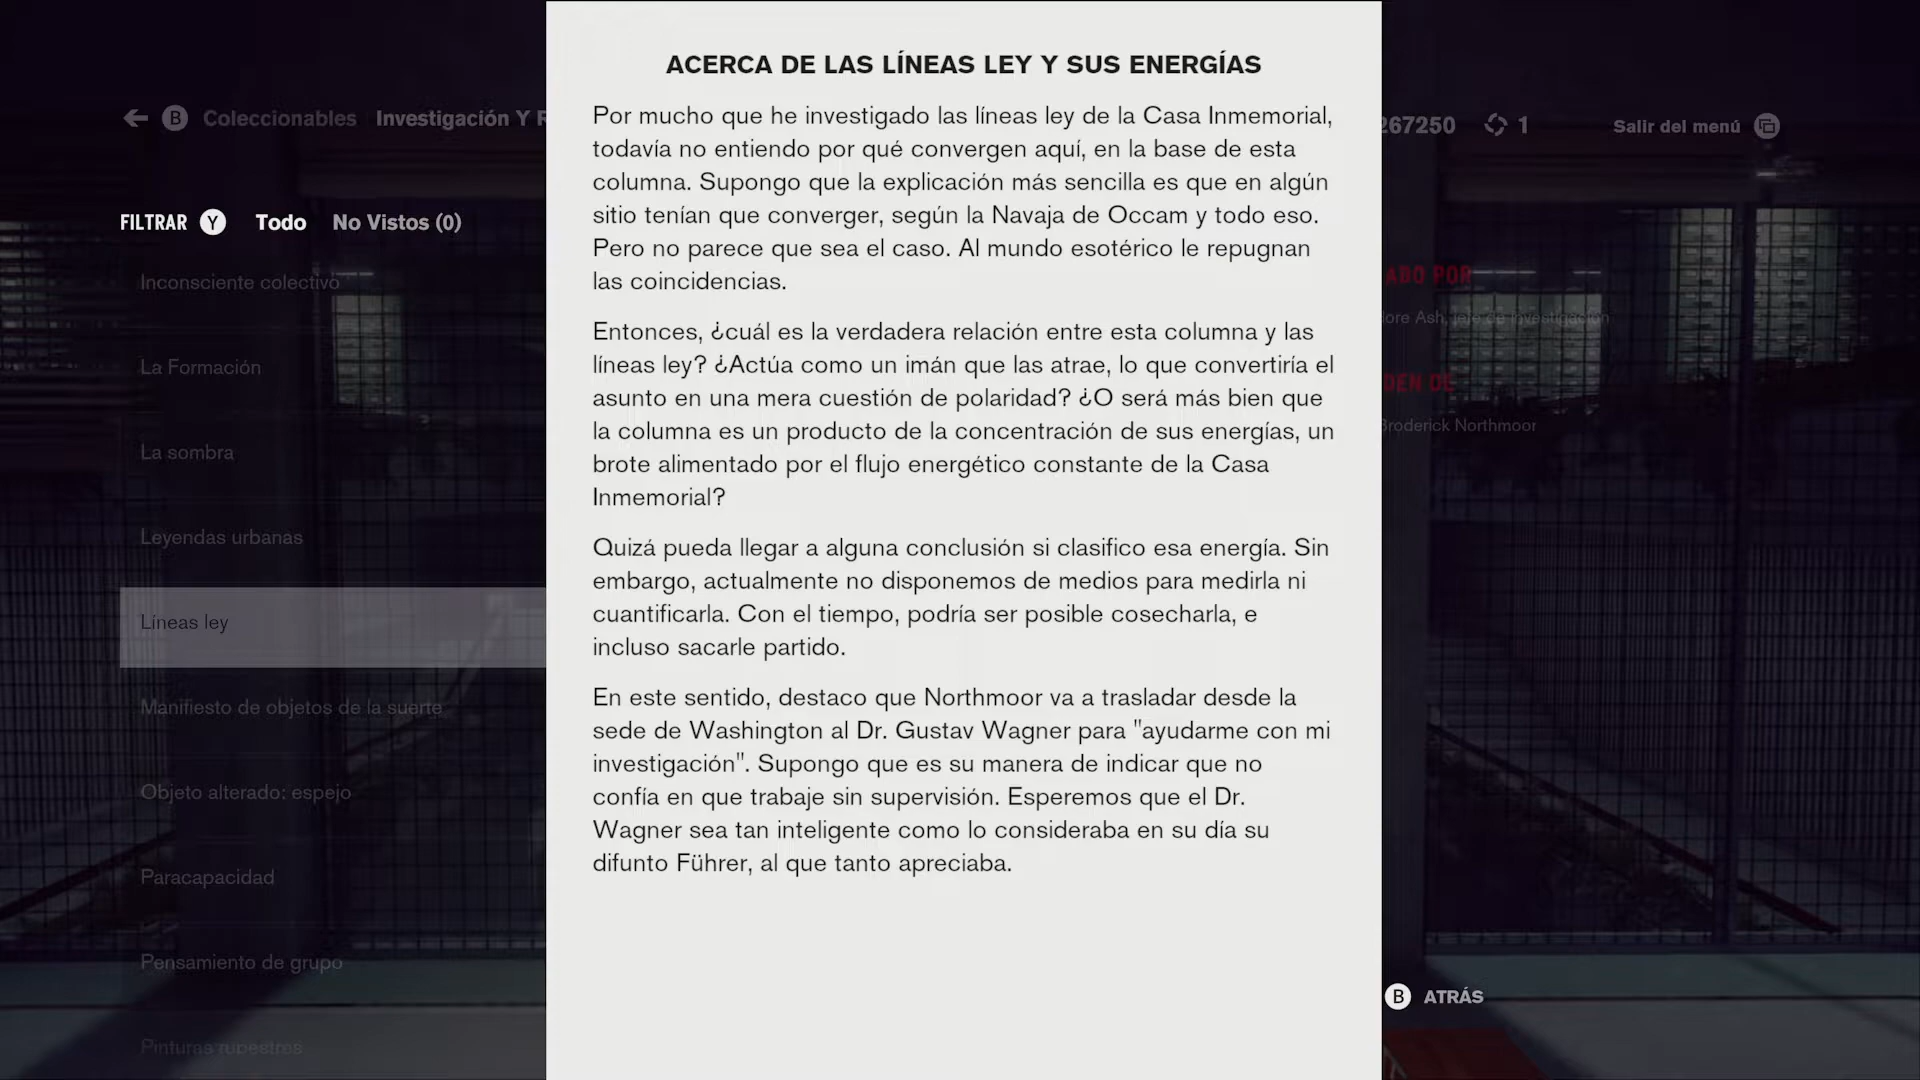 ACERCA DE LAS LÍNEAS LEY Y SUS ENERGÍAS
Por mucho que he investigado las líneas ley de la Casa Inmemorial,
todavía no entiendo por qué convergen aquí, en la base de esta
columna. Supongo que la explicación más sencilla es que en algún
sitio tenían que converger, según la Navaja de Occam y todo eso.
Pero no parece que sea el caso. Al mundo esotérico le repugnan
las coincidencias.
Entonces, ¿cuál es la verdadera relación entre esta columna y las
líneas ley? ¿Actúa como un imán que las atrae, lo que convertiría el
asunto en una mera cuestión de polaridad? ¿O será más bien que
la columna es un producto de la concentración de sus energías, un
brote alimentado por el flujo energético constante de la Casa
Inmemorial?
Quizá pueda llegar a alguna conclusión si clasifico esa energía. Sin
embargo, actualmente no disponemos de medios para medirla ni
cuantificarla. Con el tiempo, podría ser posible cosecharla, e
incluso sacarle partido.
En este sentido, destaco que Northmoor va a trasladar desde la
sede de Washington al Dr. Gustav Wagner para "ayudarme con mi
investigación". Supongo que es su manera de indicar que no
confía en que trabaje sin supervisión. Esperemos que el Dr.
Wagner sea tan inteligente como lo consideraba en su día su
difunto Führer, al que tanto apreciaba.
B Coleccionables Investigación Y
FILTRAR Y Todo No Vistos (0)
Inconsciente colectivo
La Formación
La sombra
Leyendas urbanas
Líneas ley
Manifiesto de objetos de la suerte
Objeto alterado: espejo
Paracapacidad
Pensamiento de grupo
Pinturas rupestres
267250 1 Salir del menú
ADO POR
Ash, jefe de investigación
DEN DE
Broderick Northmoor
B ATRÁS